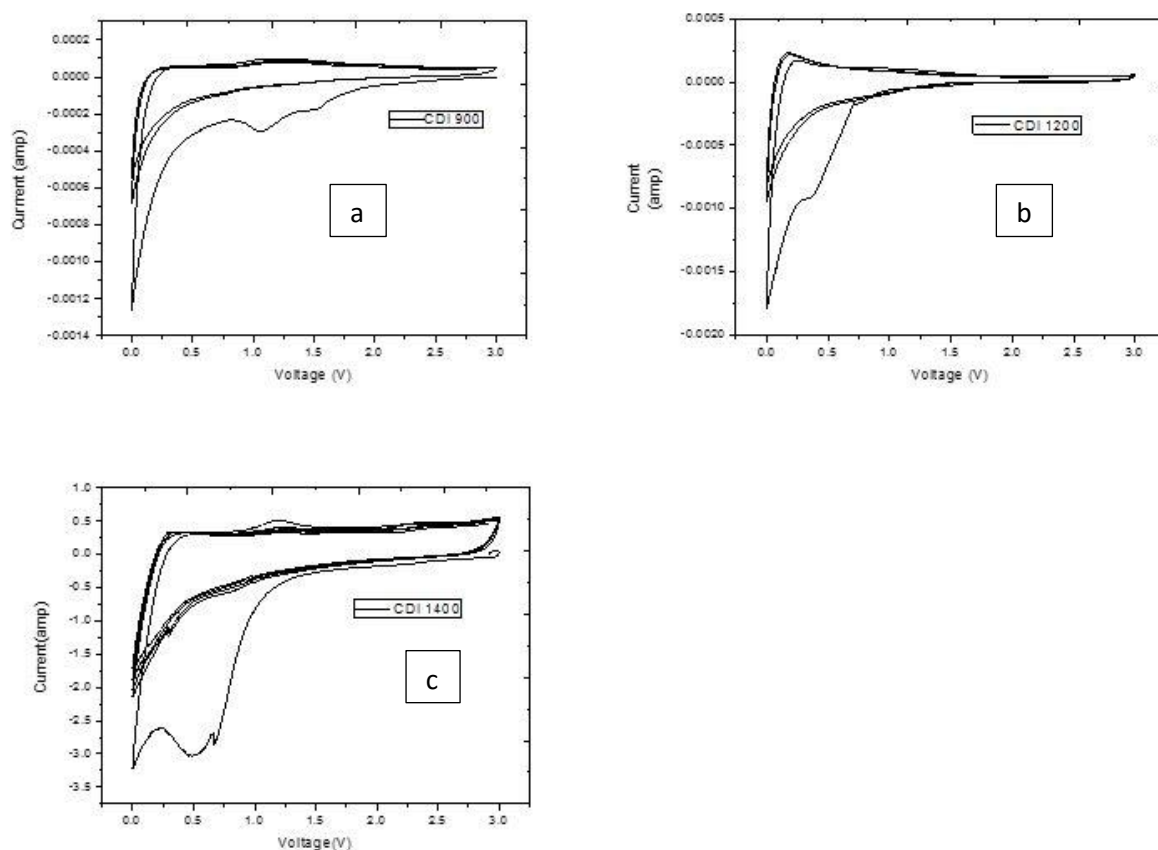 0.0002
0.0000
-0.0002
-0.0004
-0.0006
-0.0008
-0.0010
-0.0012
-0.0014
Current (amp)
CDI 900
a
0.0 0.5 1.0 1.5 2.0 2.5 3.0
Voltage (V)
0.0005
0.0000
-0.0005
-0.0010
-0.0015
-0.0020
Current
(amp)
CDI 1200
b
0.0 0.5 1.0 1.5 2.0 2.5 3.0
Voltage (V)
1.0
0.5
0.0
-0.5
-1.0
-1.5
-2.0
-2.5
-3.0
-3.5
Current(amp)
CDI 1400
c
0.0 0.5 1.0 1.5 2.0 2.5 3.0
Voltage(V)